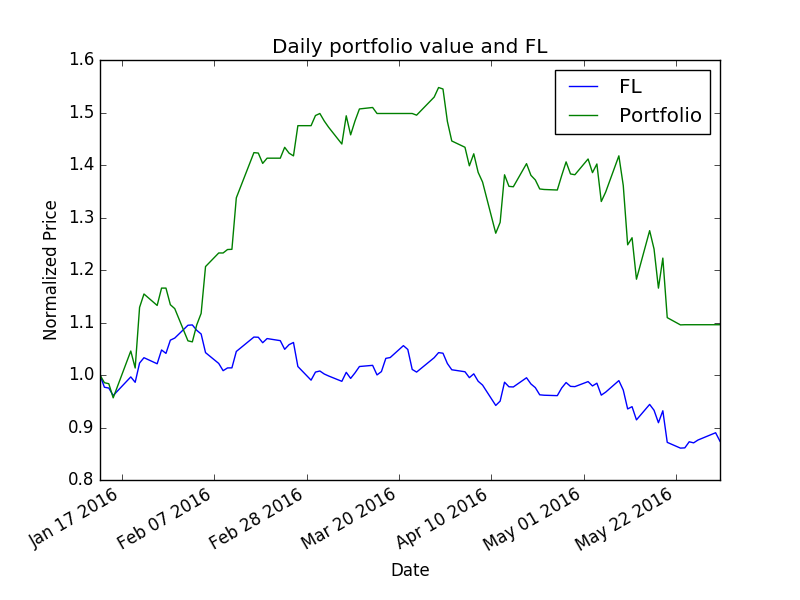 Daily portfolio value and FL
1.6
1.5
1.4
1.3
1.2
1.1
1.0
0.9
0.8
Normalized Price
FL
Portfolio
Jan 17 2016
Feb 07 2016
Feb 28 2016
Mar 20 2016
Apr 10 2016
May 01 2016
May 22 2016
Date